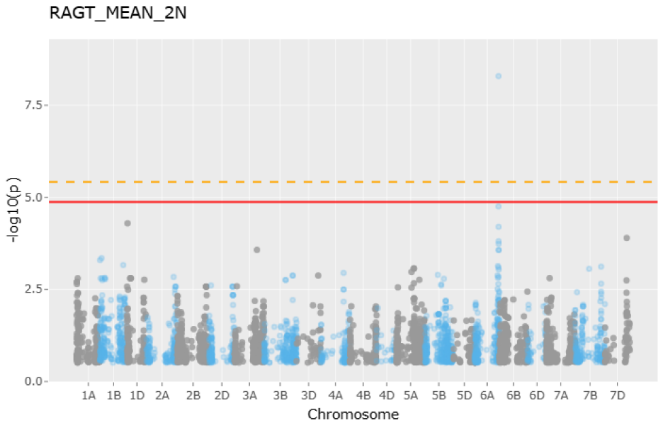 RAGT_MEAN_2N
7.5
5.0
2.5
0.0
-log10(p)
1A 1B 1D 2A 2B 2D 3A 3B 3D 4A 4B 4D 5A 5B 5D 6A 6B 6D 7A 7B 7D
Chromosome